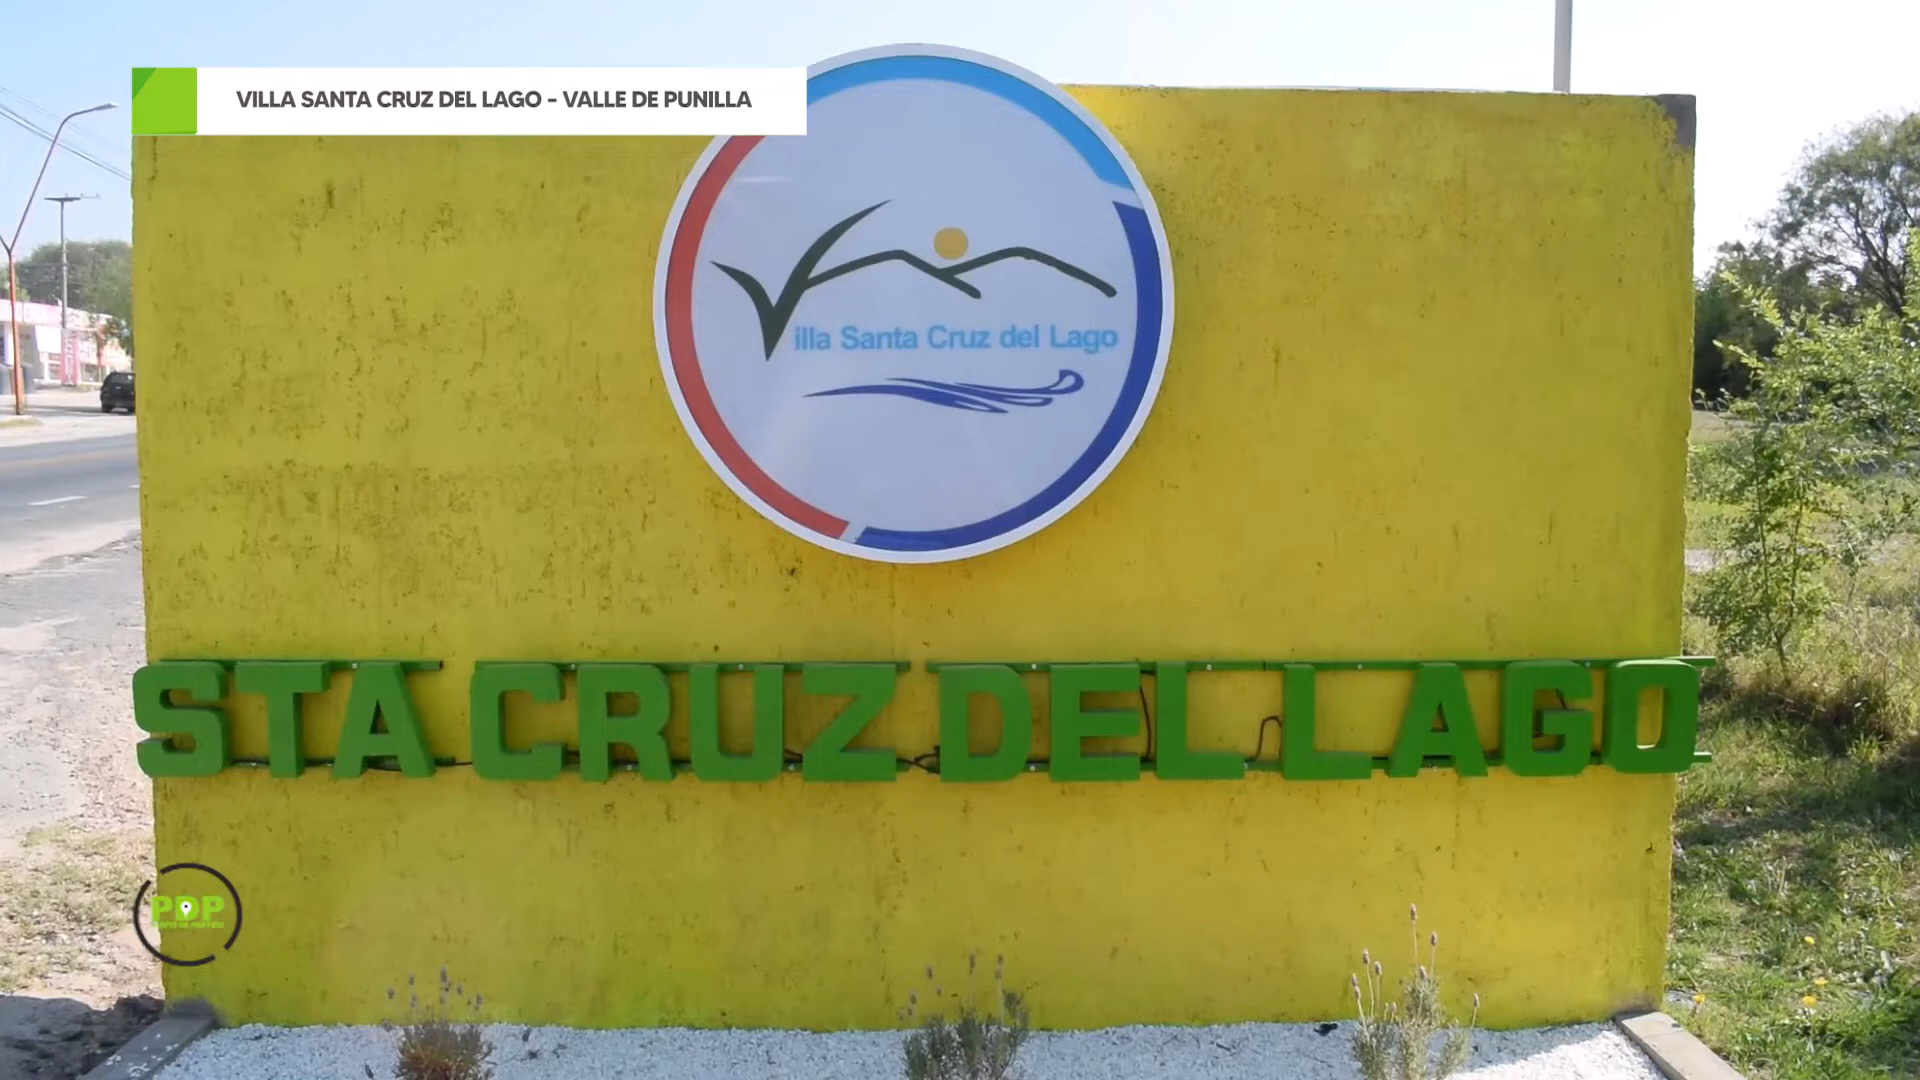 VILLA SANTA CRUZ DEL LAGO - VALLE DE PUNILLA
Villa Santa Cruz del Lago
STA CRUZ DEL LAGO
PDP